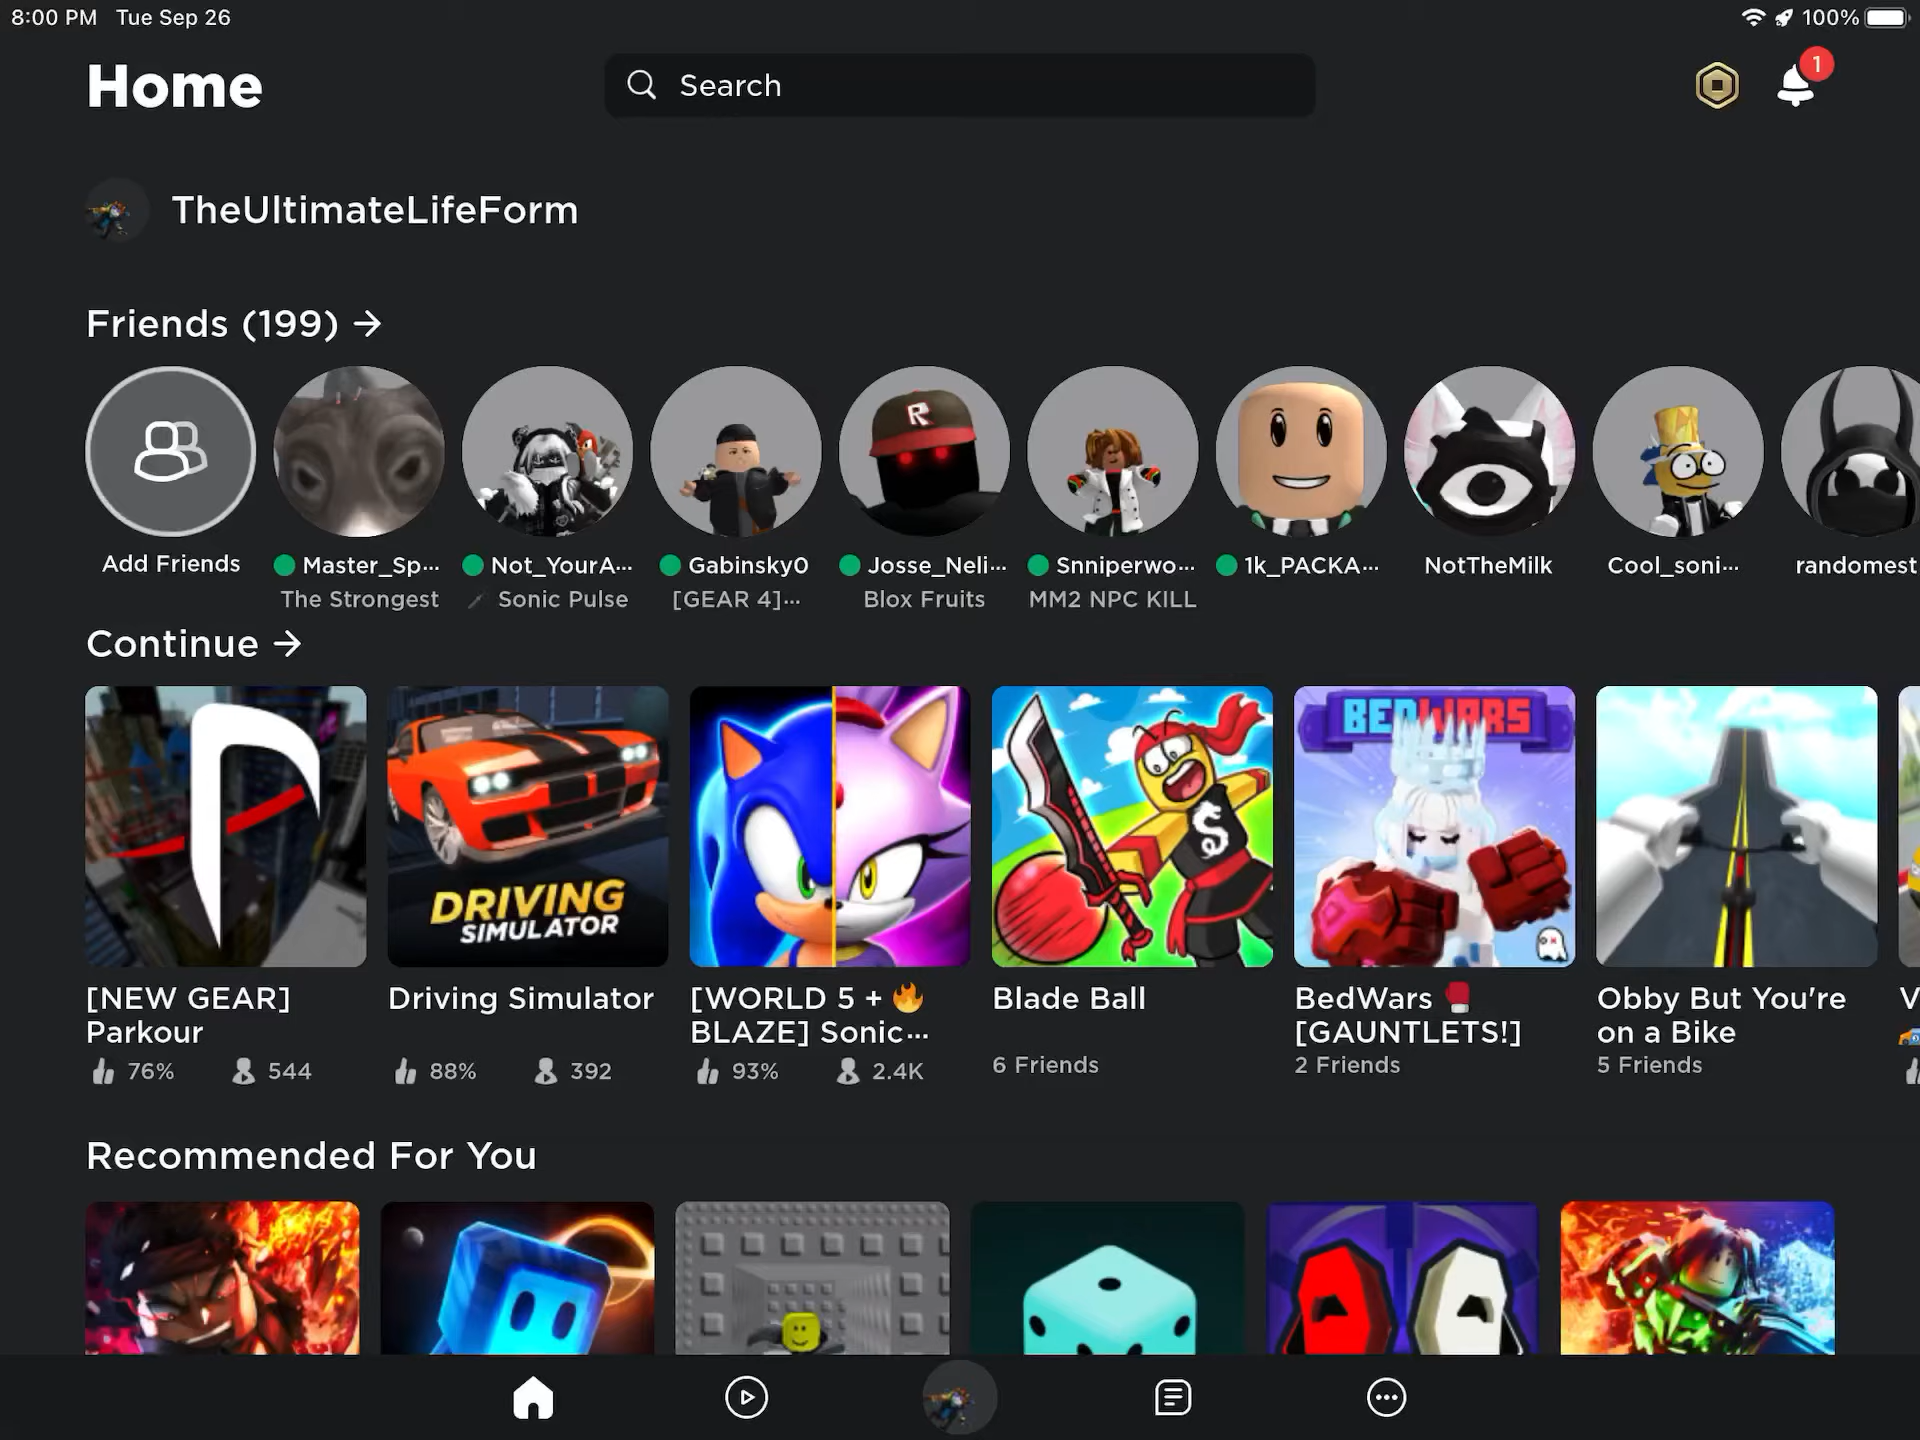 8:00 PM Tue Sep 26
100%
Home
Search
1
TheUltimateLifeForm
Friends (199) →
Add Friends
Master_Sp...
Not_YourA...
Gabinsky0
Josse_Neli...
Snniperwo...
1k_PACKA...
NotTheMilk
Cool_soni...
randomest
The Strongest
Sonic Pulse
[GEAR 4]...
Blox Fruits
MM2 NPC KILL
Continue →
DRIVING
SIMULATOR
BEDWARS
[NEW GEAR]
Parkour
76% 544
Driving Simulator
88% 392
[WORLD 5 + 🔥
BLAZE] Sonic...
93% 2.4K
Blade Ball
6 Friends
BedWars 🥊
[GAUNTLETS!]
2 Friends
Obby But You're
on a Bike
5 Friends
V
Recommended For You